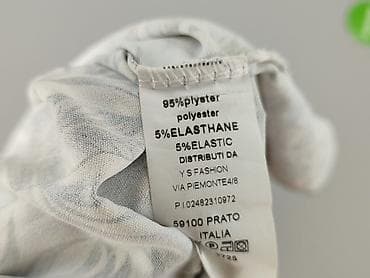 95%plyster
polyester
5%ELASTHANE
5%ELASTIC
DISTRIBUTI DA
Y S FASHION
VIA PIEMONTE4/6
P I.02482310972
59100 PRATO
ITALIA